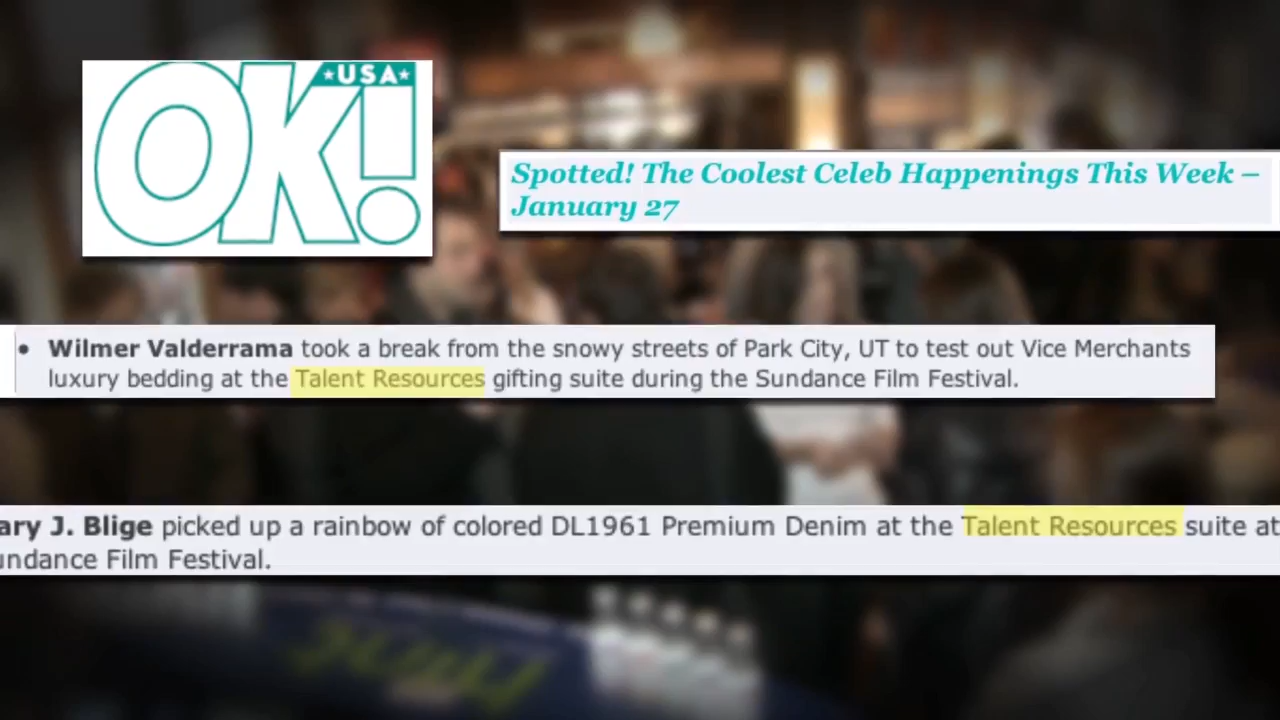 ★USA★
OK!
Spotted! The Coolest Celeb Happenings This Week –
January 27
• Wilmer Valderrama took a break from the snowy streets of Park City, UT to test out Vice Merchants
luxury bedding at the Talent Resources gifting suite during the Sundance Film Festival.
ary J. Blige picked up a rainbow of colored DL1961 Premium Denim at the Talent Resources suite at
undance Film Festival.